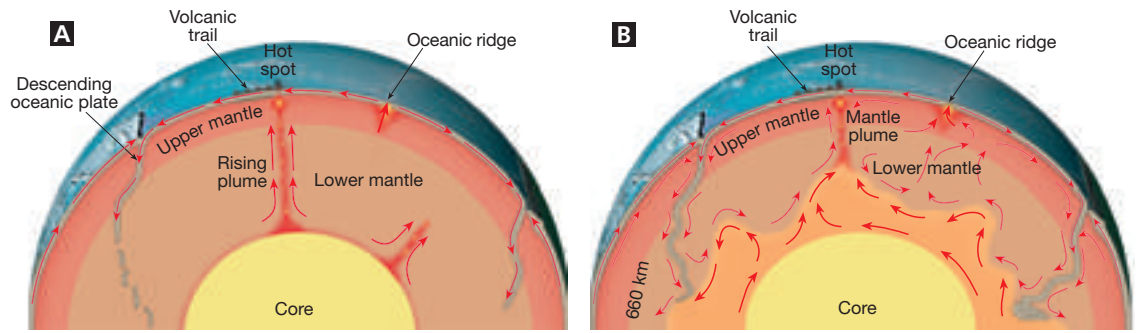 A
Volcanic
trail
Hot
spot
Oceanic ridge
Descending
oceanic plate
Upper mantle
Rising
plume
Lower mantle
Core
B
Volcanic
trail
Hot
spot
Oceanic ridge
Upper mantle
Mantle
plume
Lower mantle
660 km
Core